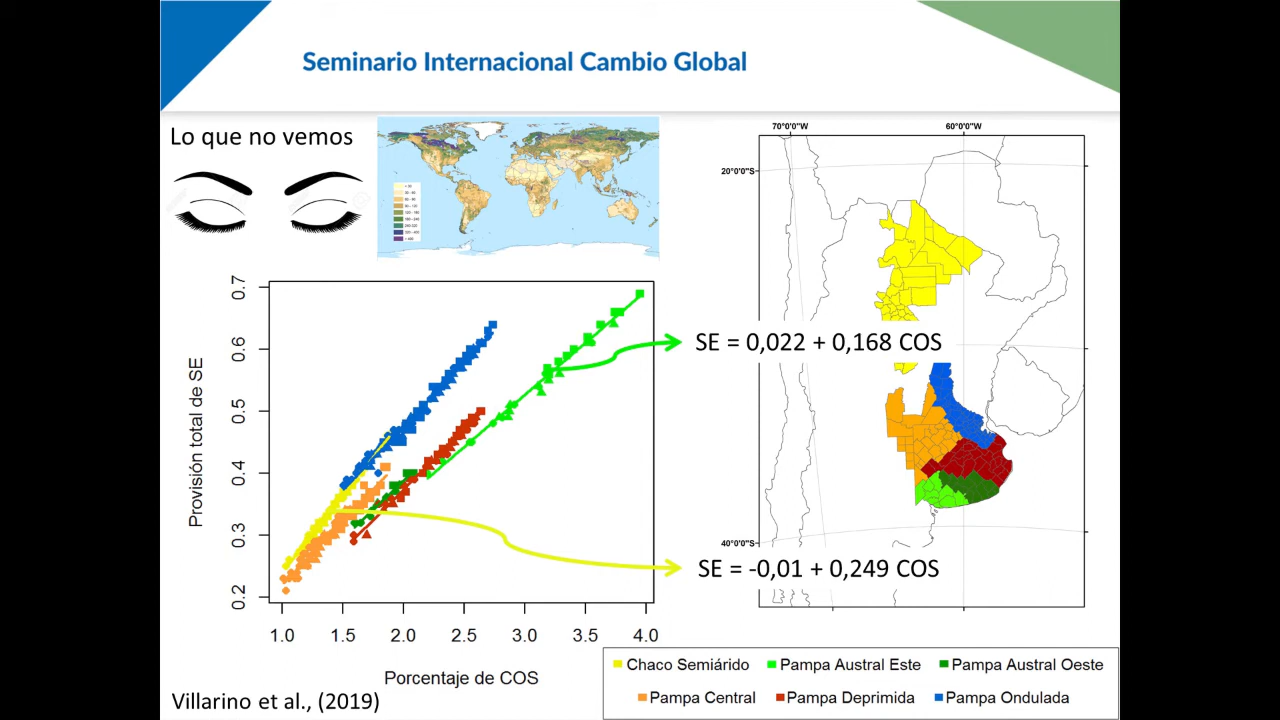 Seminario Internacional Cambio Global
Lo que no vemos
70°0'0"W 60°0'0"W
20°0'0"S
40°0'0"S
Provisión total de SE
0.7
0.6
0.5
0.4
0.3
0.2
1.0 1.5 2.0 2.5 3.0 3.5 4.0
Porcentaje de COS
SE = 0,022 + 0,168 COS
SE = -0,01 + 0,249 COS
Chaco Semiárido Pampa Austral Este Pampa Austral Oeste
Pampa Central Pampa Deprimida Pampa Ondulada
Villarino et al., (2019)